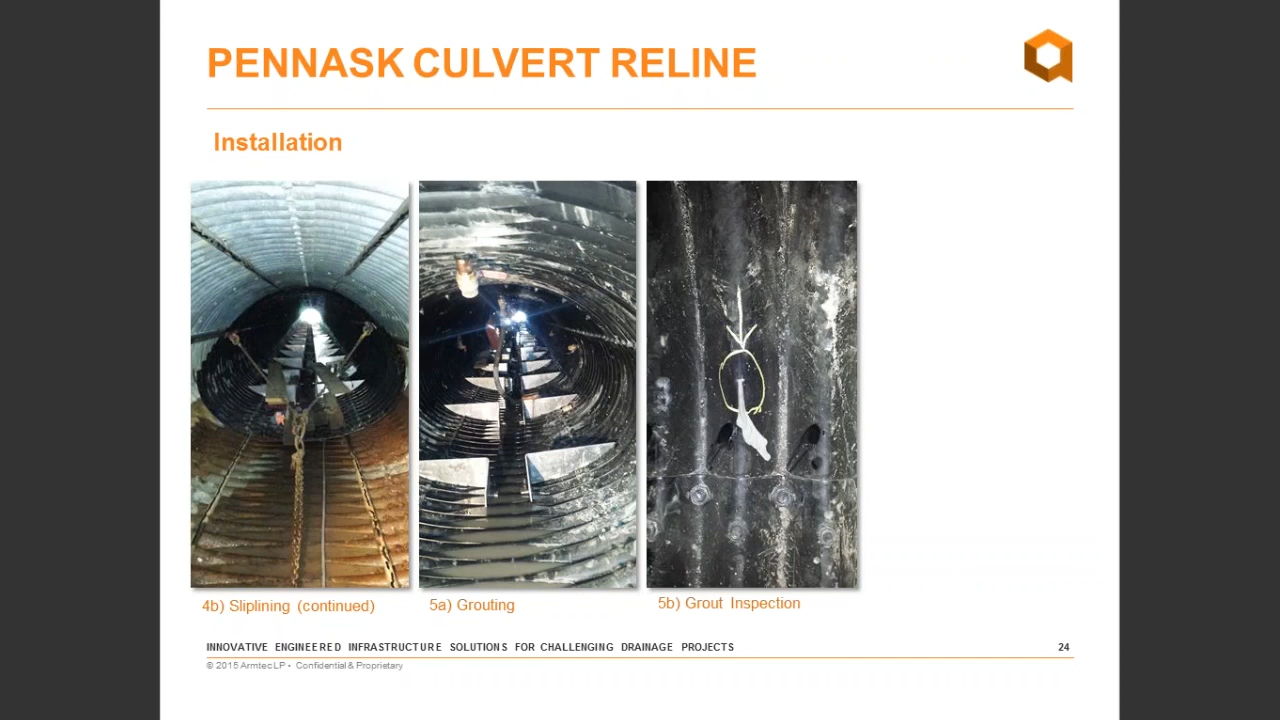 PENNASK CULVERT RELINE
Installation
4b) Sliplining (continued)
5a) Grouting
5b) Grout Inspection
INNOVATIVE ENGINEERED INFRASTRUCTURE SOLUTIONS FOR CHALLENGING DRAINAGE PROJECTS
24
© 2015 Armtec LP • Confidential & Proprietary